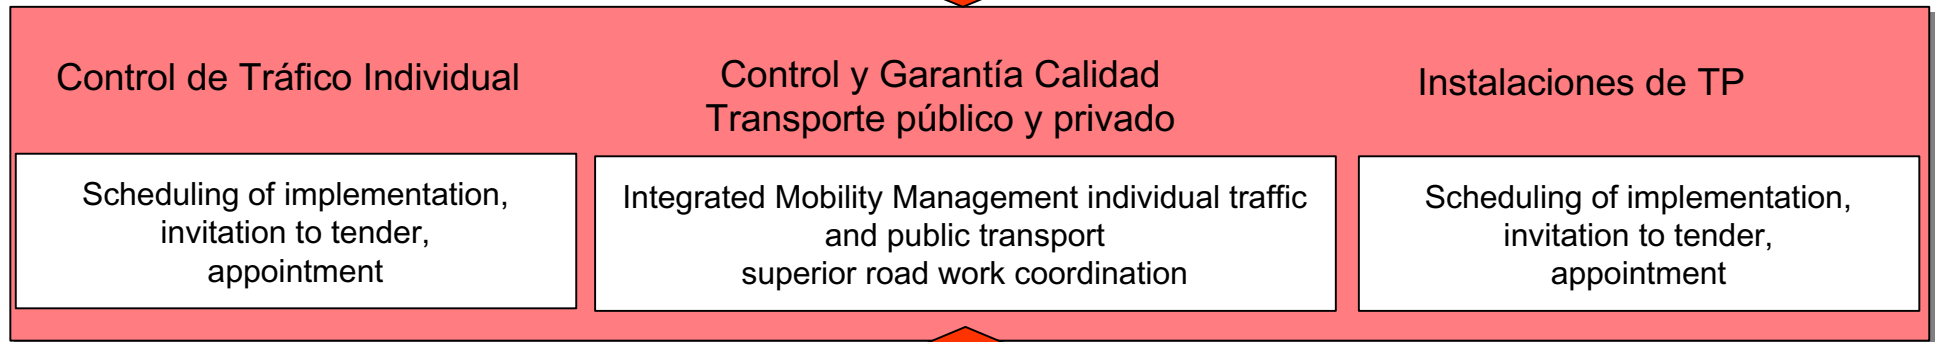 Control de Tráfico Individual
Control y Garantía Calidad
Transporte público y privado
Instalaciones de TP
Scheduling of implementation,
invitation to tender,
appointment
Integrated Mobility Management individual traffic
and public transport
superior road work coordination
Scheduling of implementation,
invitation to tender,
appointment